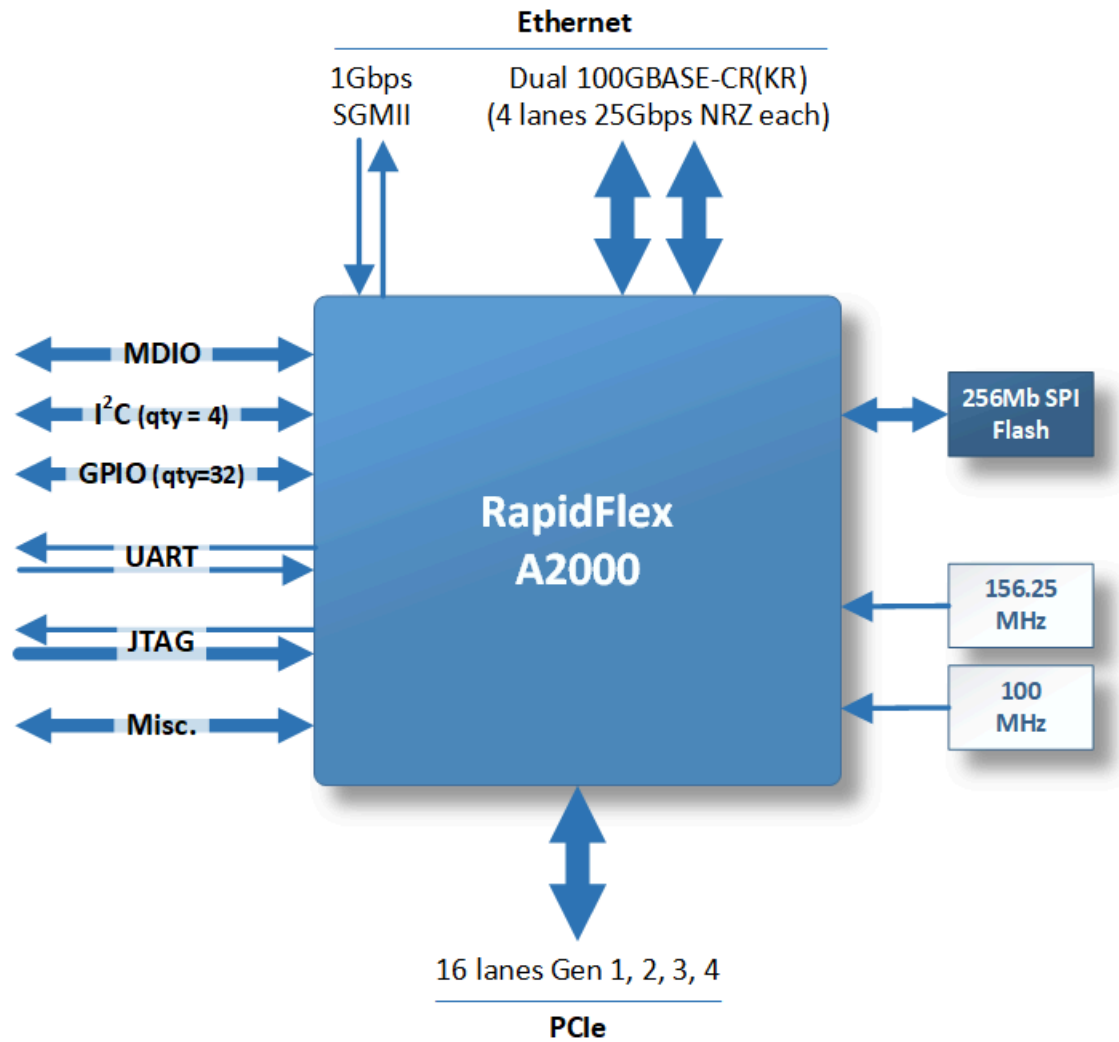 Ethernet
1Gbps
SGMII
Dual 100GBASE-CR(KR)
(4 lanes 25Gbps NRZ each)
MDIO
I²C (qty = 4)
GPIO (qty=32)
UART
JTAG
Misc.
RapidFlex
A2000
256Mb SPI
Flash
156.25
MHz
100
MHz
16 lanes Gen 1, 2, 3, 4
PCIe